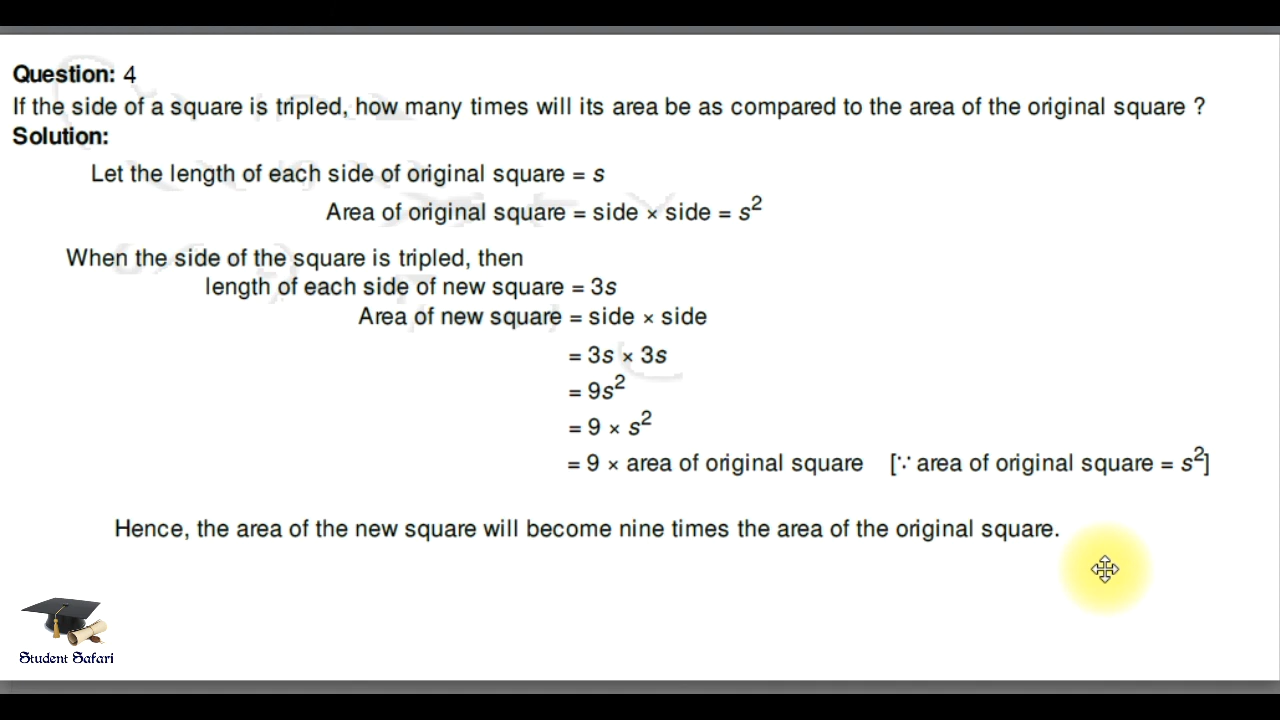 Question: 4
If the side of a square is tripled, how many times will its area be as compared to the area of the original square ?
Solution:
Let the length of each side of original square = s
Area of original square = side × side = s²
When the side of the square is tripled, then
length of each side of new square = 3s
Area of new square = side × side
= 3s × 3s
= 9s²
= 9 × s²
= 9 × area of original square [∵ area of original square = s²]
Hence, the area of the new square will become nine times the area of the original square.
Student Safari